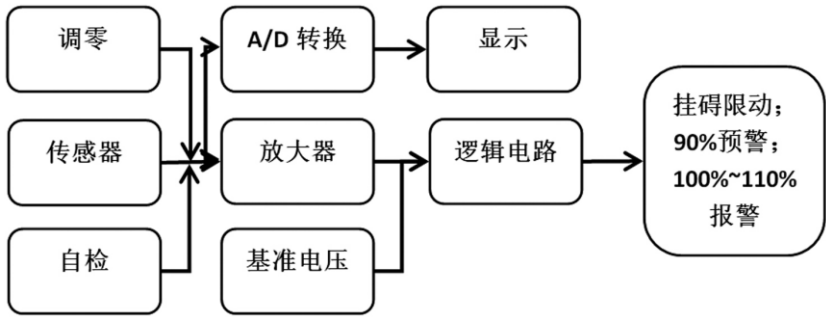 调零
A/D 转换
显示
传感器
放大器
逻辑电路
挂碍限动；
90%预警；
100%~110%
报警
自检
基准电压